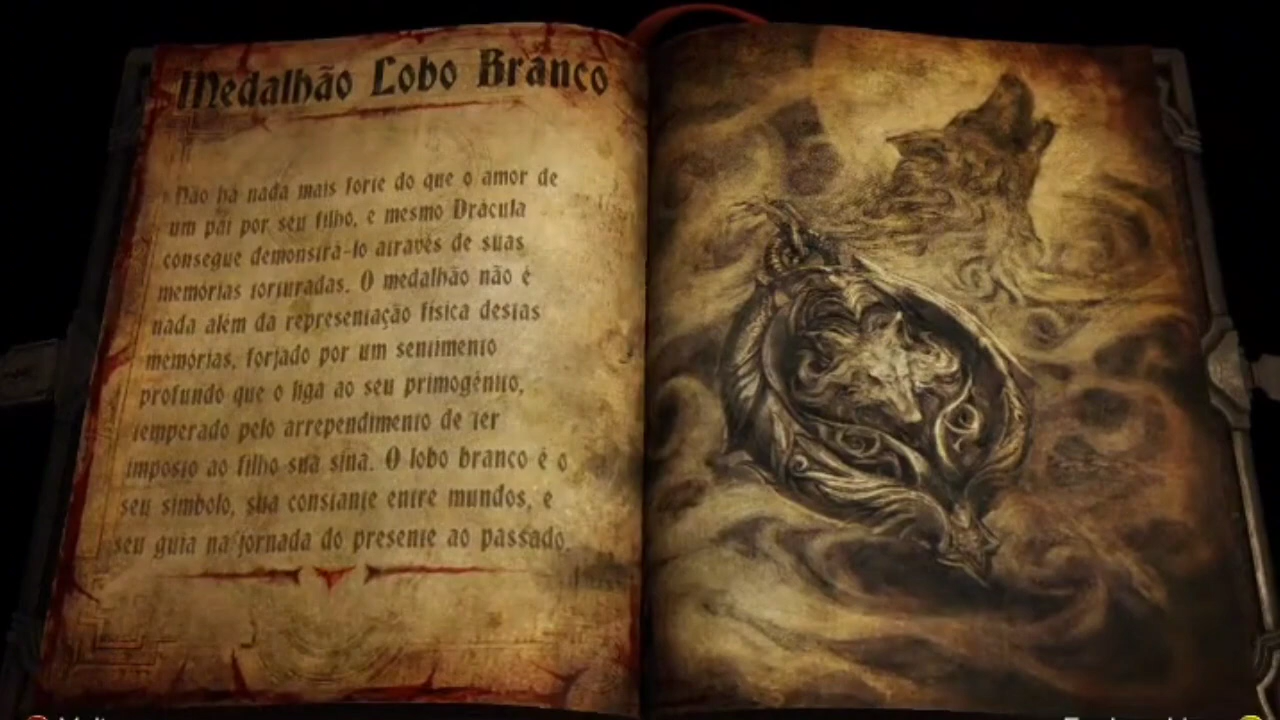 Medalhão Lobo Branco
Não há nada mais forte do que o amor de
um pai por seu filho, e mesmo Drácula
consegue demonstrá-lo através de suas
memórias torturadas. O medalhão não é
nada além da representação física destas
memórias, forjado por um sentimento
profundo que o liga ao seu primogênito,
temperado pelo arrependimento de ter
imposto ao filho sua sina. O lobo branco é o
seu símbolo, sua constante entre mundos, e
seu guia na jornada do presente ao passado.